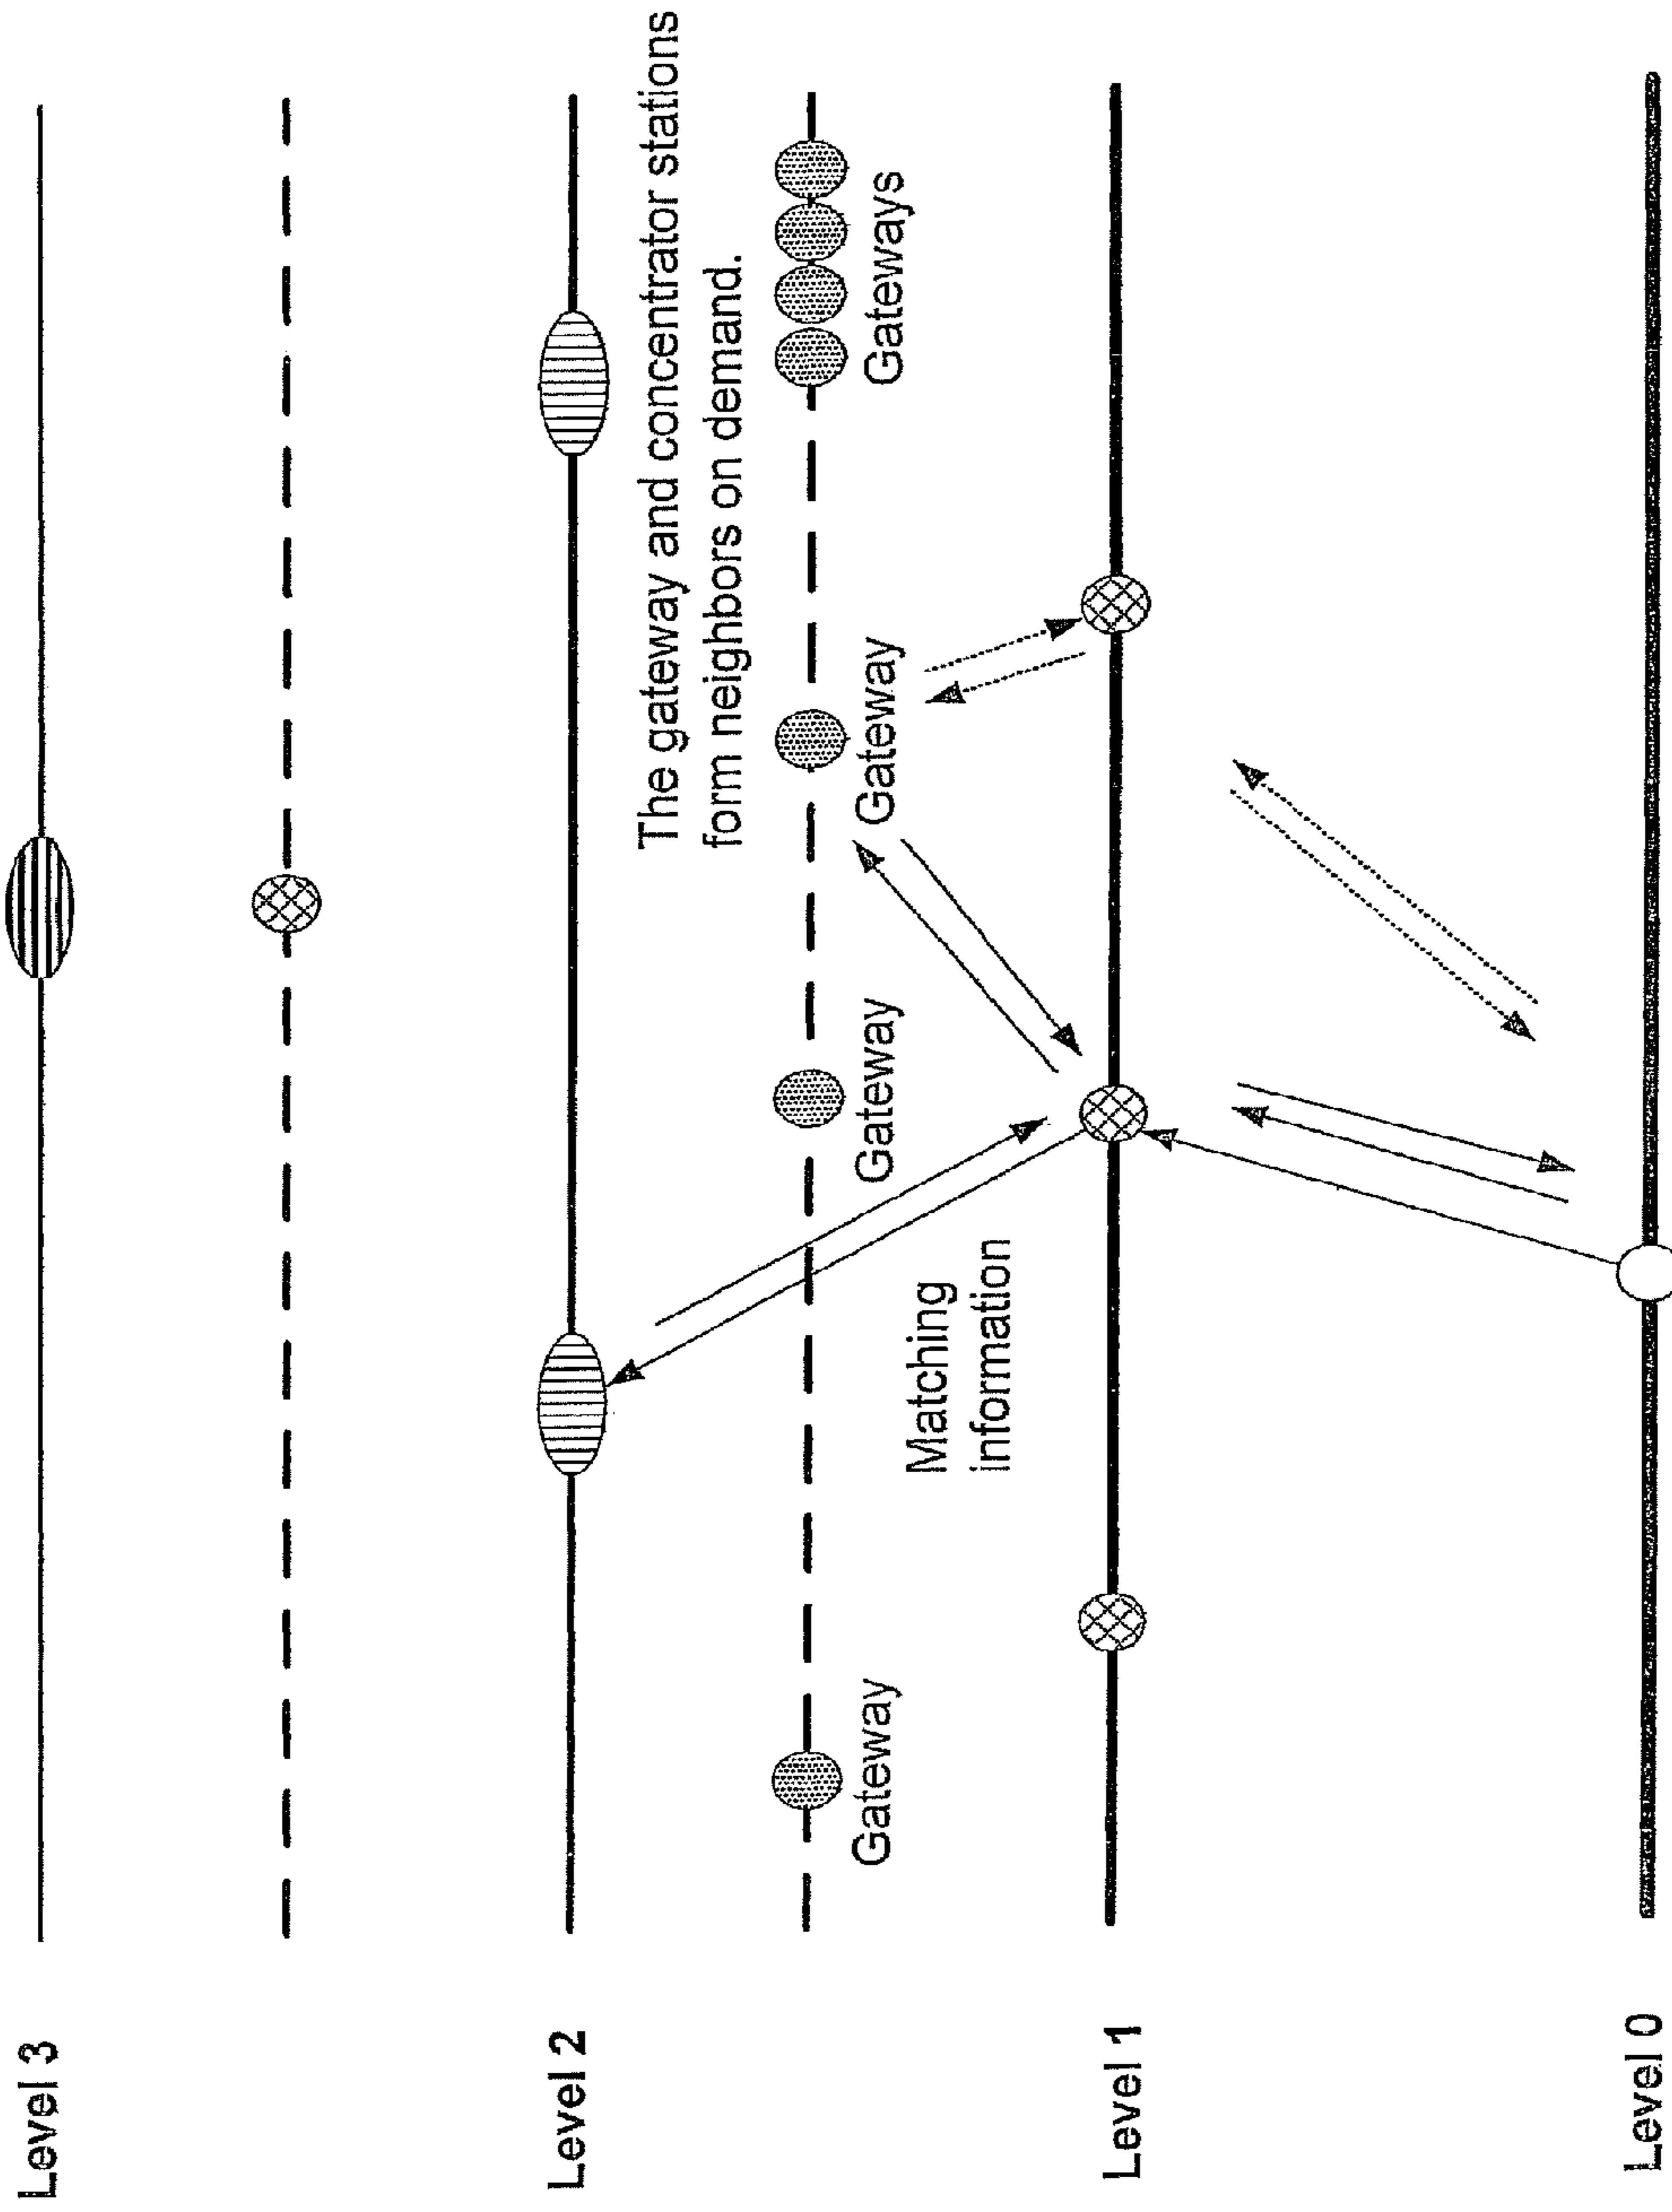 Level 3
Level 2
The gateway and concentrator stations
form neighbors on demand.
Gateway
Gateway
Gateway
Gateways
Matching
information
Level 1
Level 0